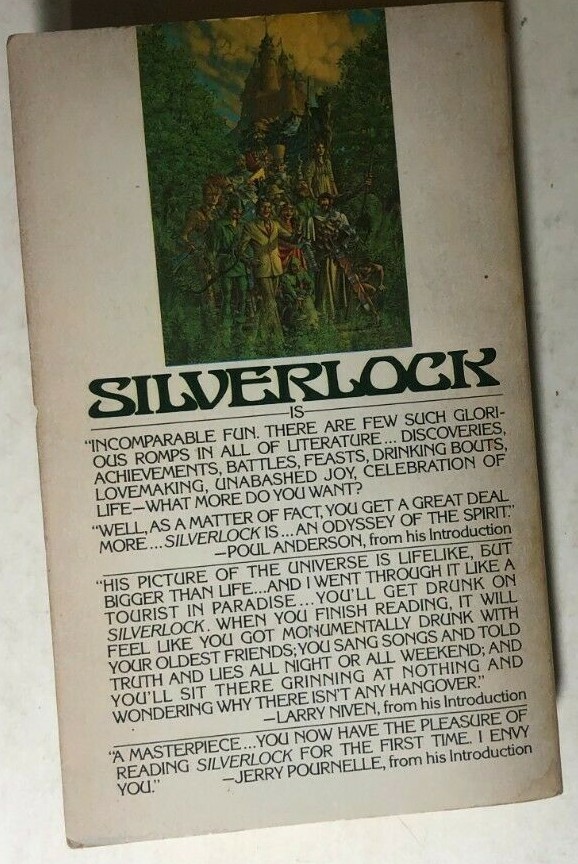 SILVERLOCK
IS
"INCOMPARABLE FUN. THERE ARE FEW SUCH GLORI-
OUS ROMPS IN ALL OF LITERATURE... DISCOVERIES,
ACHIEVEMENTS, BATTLES, FEASTS, DRINKING BOUTS,
LOVEMAKING, UNABASHED JOY, CELEBRATION OF
LIFE—WHAT MORE DO YOU WANT?
"WELL, AS A MATTER OF FACT, YOU GET A GREAT DEAL
MORE...SILVERLOCK IS...AN ODYSSEY OF THE SPIRIT."
—POUL ANDERSON, from his Introduction
"HIS PICTURE OF THE UNIVERSE IS LIFELIKE, BUT
BIGGER THAN LIFE...AND I WENT THROUGH IT LIKE A
TOURIST IN PARADISE...YOU'LL GET DRUNK ON
SILVERLOCK. WHEN YOU FINISH READING, IT WILL
FEEL LIKE YOU GOT MONUMENTALLY DRUNK WITH
YOUR OLDEST FRIENDS; YOU SANG SONGS AND TOLD
TRUTH AND LIES ALL NIGHT OR ALL WEEKEND; AND
YOU'LL SIT THERE GRINNING AT NOTHING AND
WONDERING WHY THERE ISN'T ANY HANGOVER."
—LARRY NIVEN, from his Introduction
"A MASTERPIECE...YOU NOW HAVE THE PLEASURE OF
READING SILVERLOCK FOR THE FIRST TIME. I ENVY
YOU."
—JERRY POURNELLE, from his Introduction